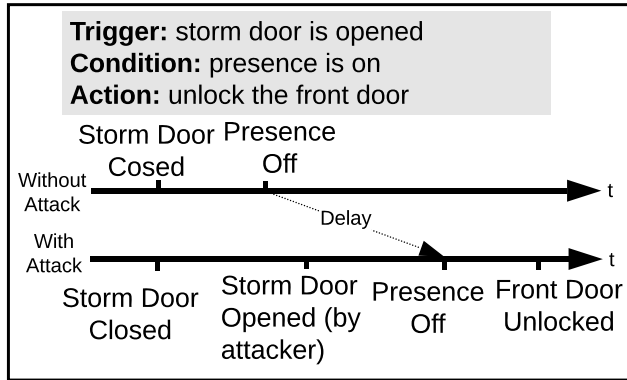 Trigger: storm door is opened
Condition: presence is on
Action: unlock the front door
Storm Door Presence
Cosed Off
Without
Attack
t
Delay
With
Attack
t
Storm Door
Closed
Storm Door
Opened (by
attacker)
Presence
Off
Front Door
Unlocked